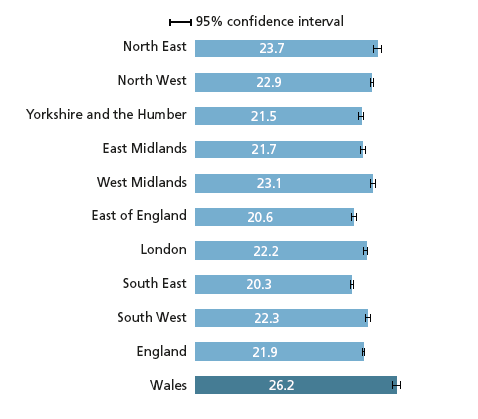 95% confidence interval
North East 23.7
North West 22.9
Yorkshire and the Humber 21.5
East Midlands 21.7
West Midlands 23.1
East of England 20.6
London 22.2
South East 20.3
South West 22.3
England 21.9
Wales 26.2